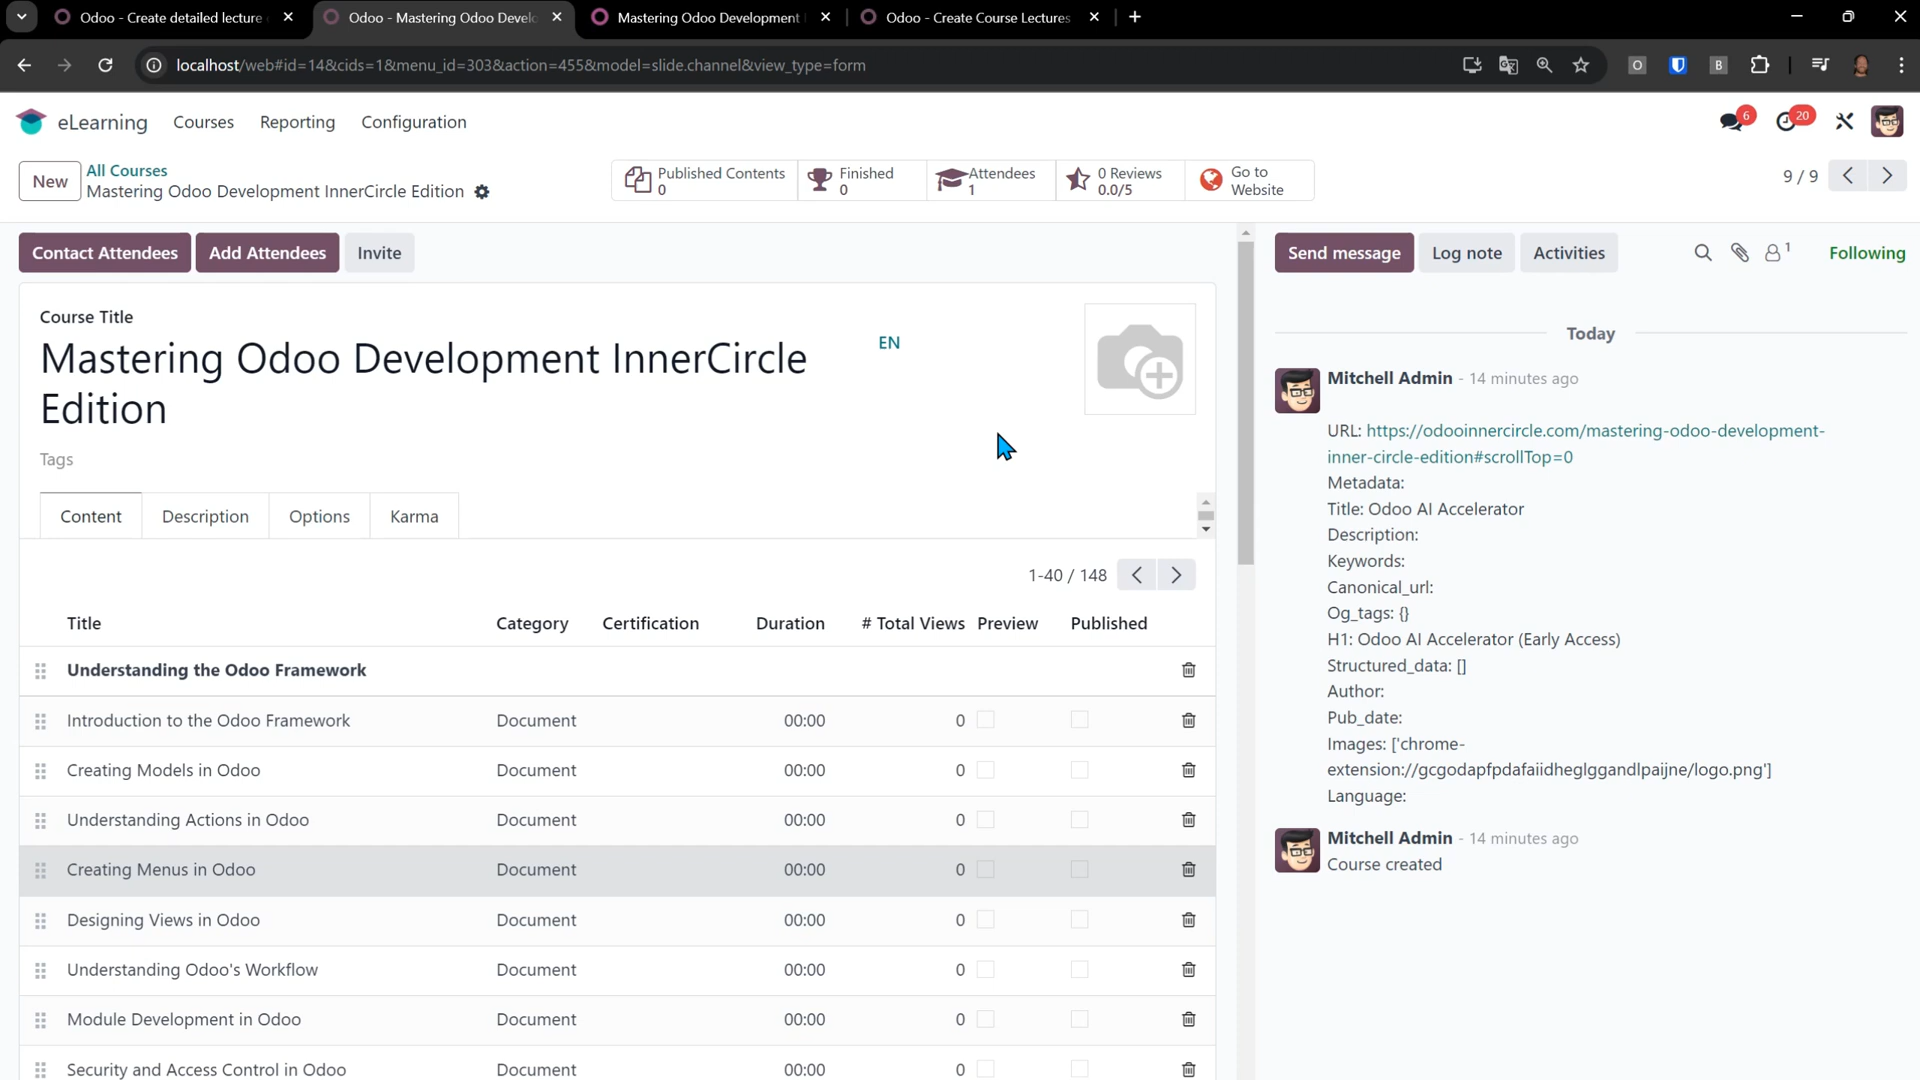 Odoo - Create detailed lecture
Odoo - Mastering Odoo Develo
Mastering Odoo Development
Odoo - Create Course Lectures
localhost/web#id=14&cids=1&menu_id=303&action=455&model=slide.channel&view_type=form
O
B
eLearning
Courses
Reporting
Configuration
6
20
New
All Courses
Mastering Odoo Development InnerCircle Edition
Published Contents
0
Finished
0
Attendees
1
0 Reviews
0.0/5
Go to
Website
9 / 9
Contact Attendees
Add Attendees
Invite
Send message
Log note
Activities
1
Following
Course Title
Mastering Odoo Development InnerCircle
Edition
EN
Tags
Content
Description
Options
Karma
1-40 / 148
Title Category Certification Duration # Total Views Preview Published
Understanding the Odoo Framework
Introduction to the Odoo Framework Document 00:00 0
Creating Models in Odoo Document 00:00 0
Understanding Actions in Odoo Document 00:00 0
Creating Menus in Odoo Document 00:00 0
Designing Views in Odoo Document 00:00 0
Understanding Odoo's Workflow Document 00:00 0
Module Development in Odoo Document 00:00 0
Security and Access Control in Odoo Document 00:00 0
Today
Mitchell Admin - 14 minutes ago
URL: https://odooinnercircle.com/mastering-odoo-development-
inner-circle-edition#scrollTop=0
Metadata:
Title: Odoo AI Accelerator
Description:
Keywords:
Canonical_url:
Og_tags: {}
H1: Odoo AI Accelerator (Early Access)
Structured_data: []
Author:
Pub_date:
Images: ['chrome-
extension://gcgodapfpdafaiidheglggandlpaijne/logo.png']
Language:
Mitchell Admin - 14 minutes ago
Course created